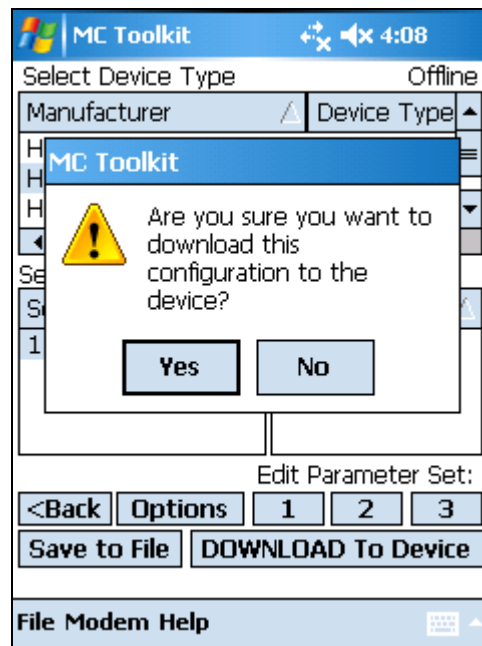 MC Toolkit 4:08
Select Device Type Offline
Manufacturer Device Type
H
MC Toolkit
H
H
Are you sure you want to
download this
configuration to the
device?
Se
S
1
Yes No
Edit Parameter Set:
<Back Options 1 2 3
Save to File DOWNLOAD To Device
File Modem Help